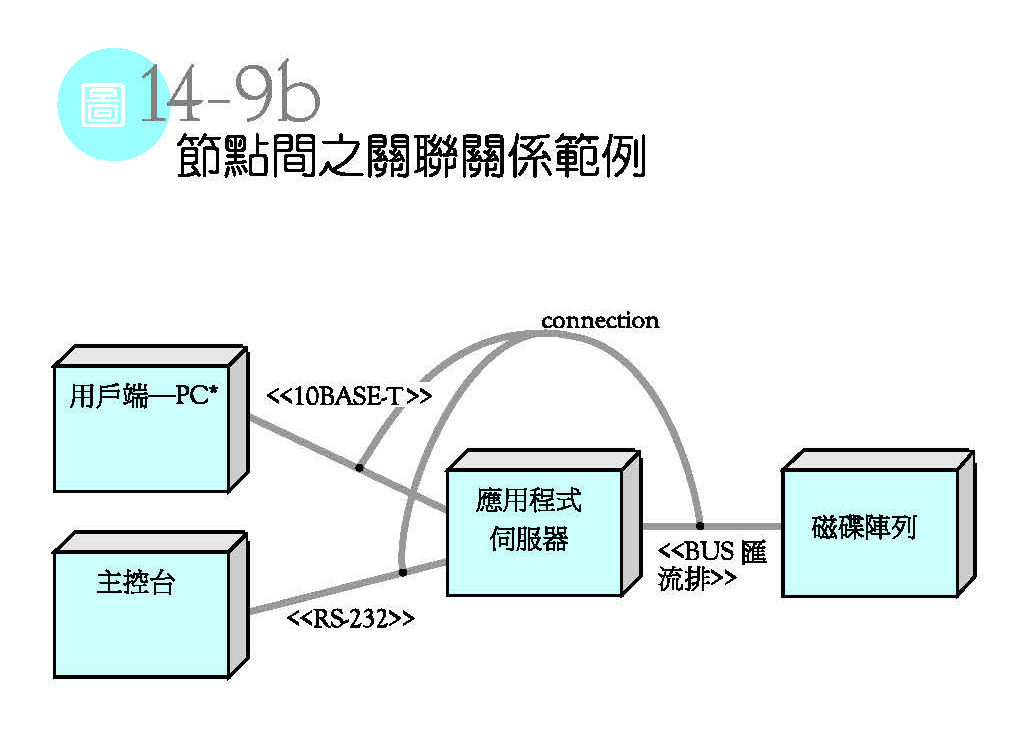 圖14-9b
節點間之關聯關係範例
connection
用戶端—PC*
<<10BASE-T>>
應用程式
伺服器
磁碟陣列
<<BUS 匯
流排>>
主控台
<<RS-232>>